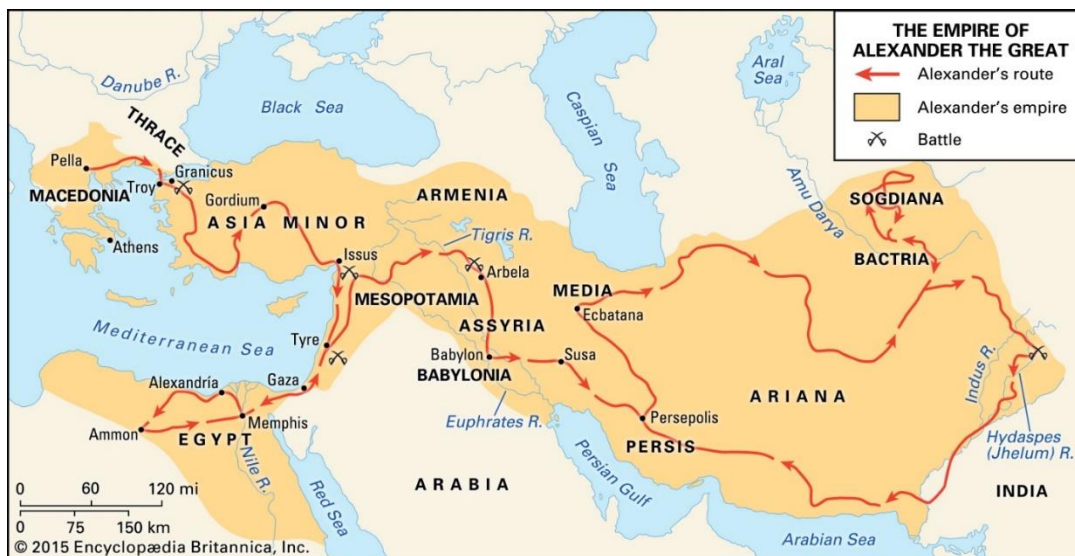 THE EMPIRE OF
ALEXANDER THE GREAT
Alexander's route
Alexander's empire
Battle
Danube R.
Black Sea
Caspian
Sea
Aral
Sea
THRACE
Pella
Granicus
MACEDONIA
Troy
Gordium
ASIA MINOR
ARMENIA
Amu Darya
SOGDIANA
Athens
Tigris R.
BACTRIA
Issus
Arbela
MEDIA
MESOPOTAMIA
Ecbatana
Mediterranean Sea
ASSYRIA
Tyre
Babylon
Susa
BABYLONIA
Indus R.
Alexandría
Gaza
ARIANA
Ammon
Memphis
Euphrates R.
Persepolis
EGYPT
PERSIS
Hydaspes
(Jhelum) R.
Nile R.
Red Sea
ARABIA
Persian Gulf
INDIA
Arabian Sea
0 60 120 mi
0 75 150 km
© 2015 Encyclopædia Britannica, Inc.